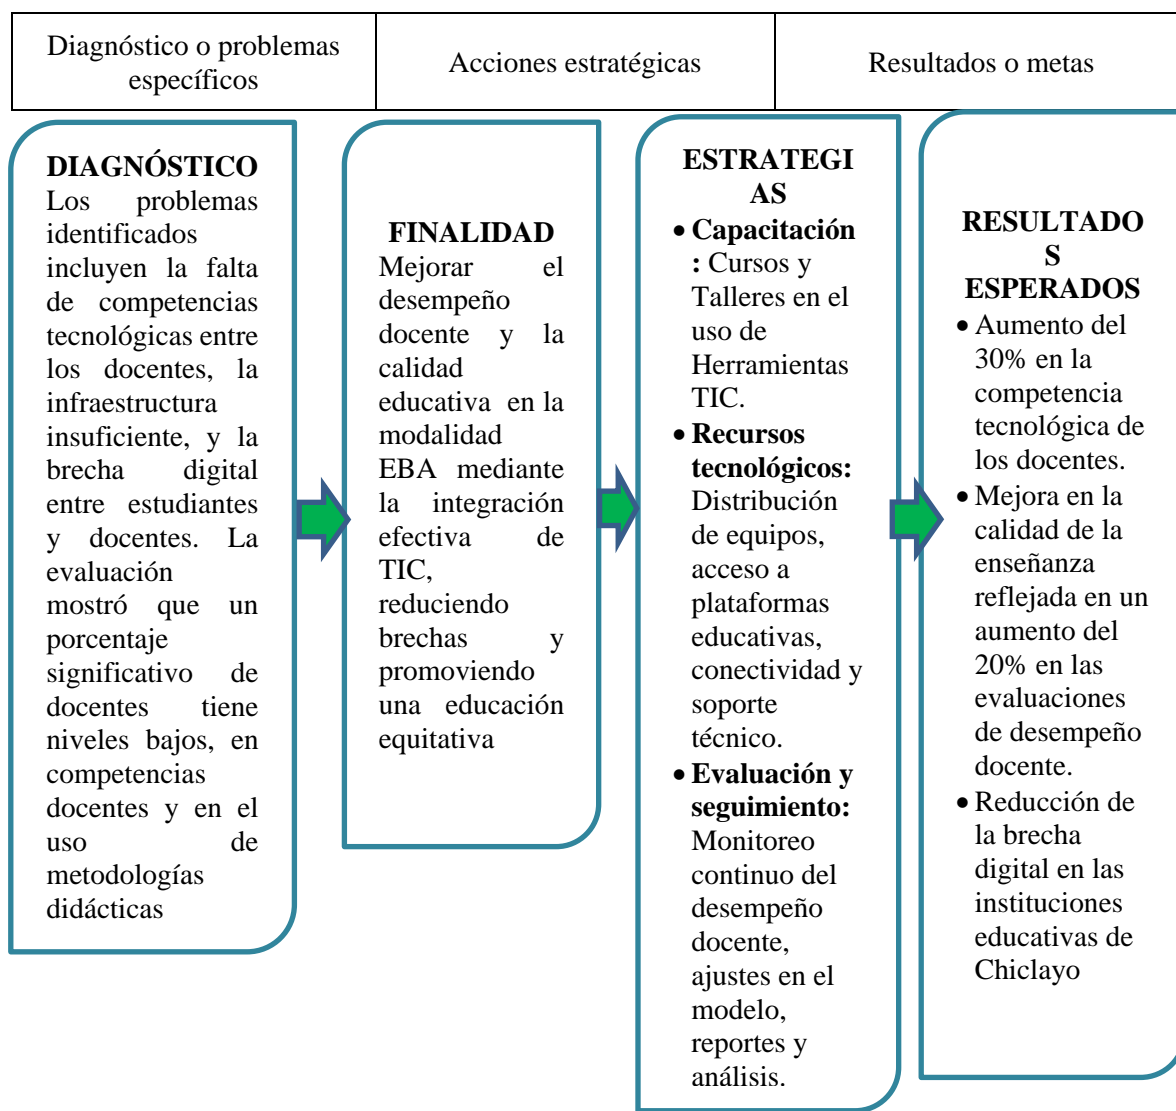 Diagnóstico o problemas
específicos
Acciones estratégicas
Resultados o metas
DIAGNÓSTICO
Los problemas
identificados
incluyen la falta
de competencias
tecnológicas entre
los docentes, la
infraestructura
insuficiente, y la
brecha digital
entre estudiantes
y docentes. La
evaluación
mostró que un
porcentaje
significativo de
docentes tiene
niveles bajos, en
competencias
docentes y en el
uso de
metodologías
didácticas
FINALIDAD
Mejorar el
desempeño
docente y la
calidad
educativa en la
modalidad
EBA mediante
la integración
efectiva de
TIC,
reduciendo
brechas y
promoviendo
una educación
equitativa
ESTRATEGI
AS
• Capacitación
: Cursos y
Talleres en el
uso de
Herramientas
TIC.
• Recursos
tecnológicos:
Distribución
de equipos,
acceso a
plataformas
educativas,
conectividad y
soporte
técnico.
• Evaluación y
seguimiento:
Monitoreo
continuo del
desempeño
docente,
ajustes en el
modelo,
reportes y
análisis.
RESULTADO
S
ESPERADOS
• Aumento del
30% en la
competencia
tecnológica de
los docentes.
• Mejora en la
calidad de la
enseñanza
reflejada en un
aumento del
20% en las
evaluaciones
de desempeño
docente.
• Reducción de
la brecha
digital en las
instituciones
educativas de
Chiclayo